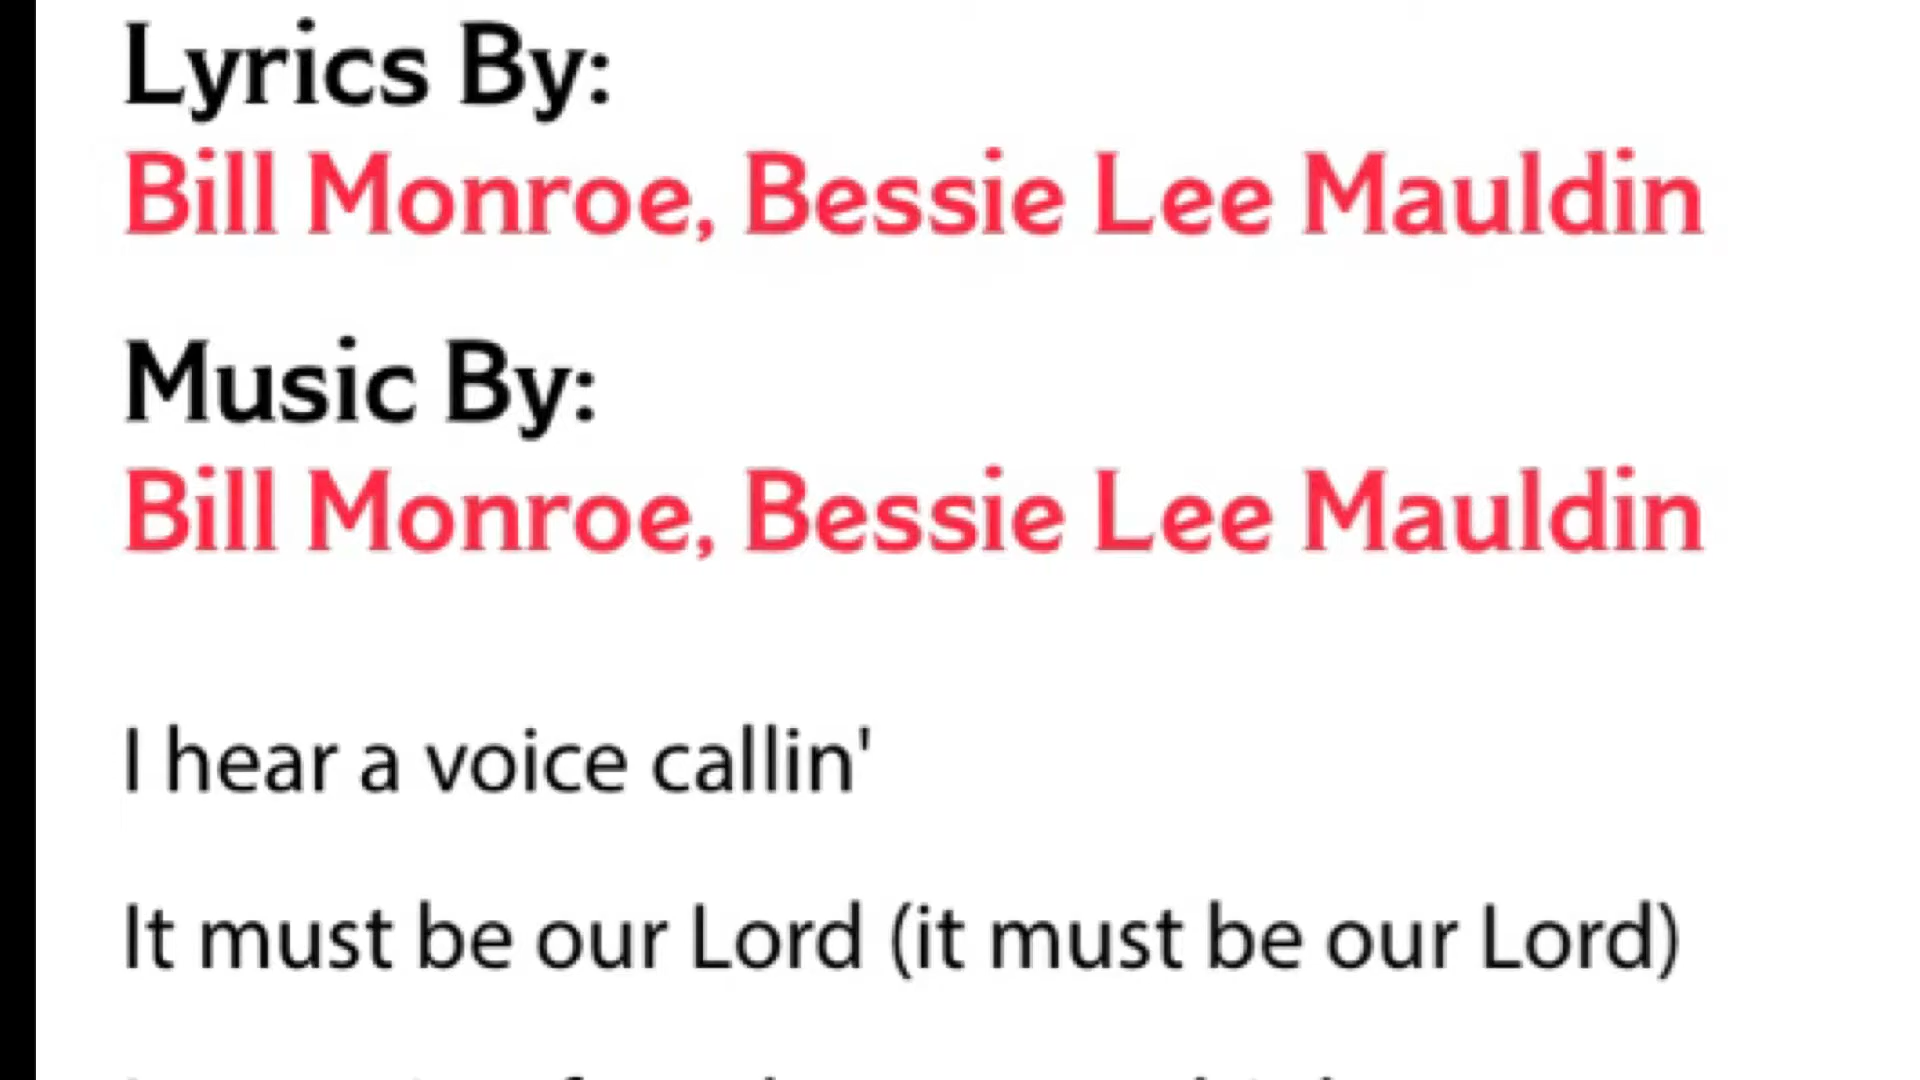 Lyrics By:
Bill Monroe, Bessie Lee Mauldin
Music By:
Bill Monroe, Bessie Lee Mauldin
I hear a voice callin'
It must be our Lord (it must be our Lord)